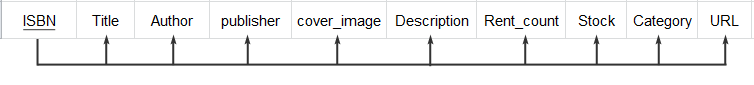 ISBN Title Author publisher cover_image Description Rent_count Stock Category URL